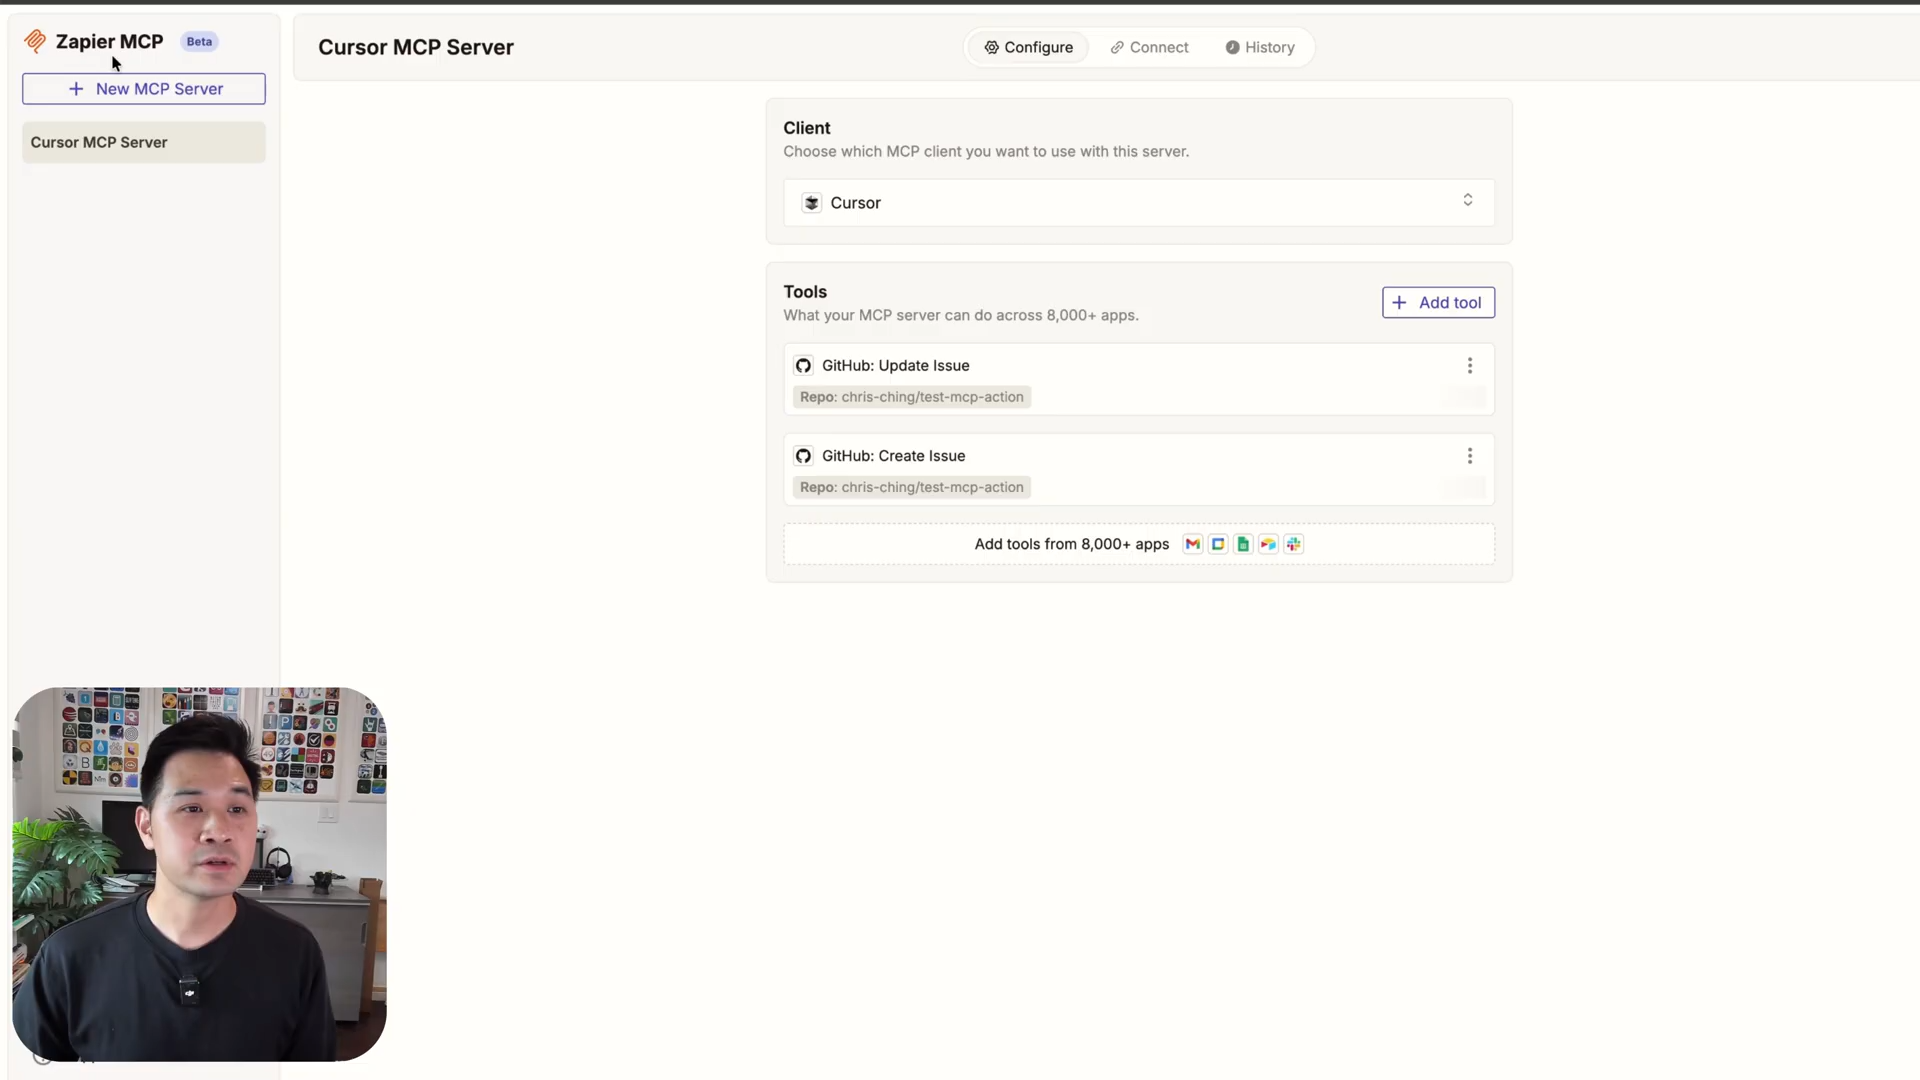 Zapier MCP
Beta
New MCP Server
Cursor MCP Server
Cursor MCP Server
Configure
Connect
History
Client
Choose which MCP client you want to use with this server.
Cursor
Tools
What your MCP server can do across 8,000+ apps.
Add tool
GitHub: Update Issue
Repo: chris-ching/test-mcp-action
GitHub: Create Issue
Repo: chris-ching/test-mcp-action
Add tools from 8,000+ apps